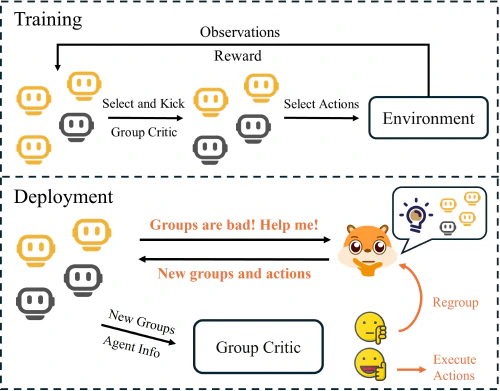 Training
Observations
Reward
Select and Kick
Group Critic
Select Actions
Environment
Deployment
Groups are bad! Help me!
New groups and actions
New Groups
Agent Info
Group Critic
Regroup
Execute
Actions